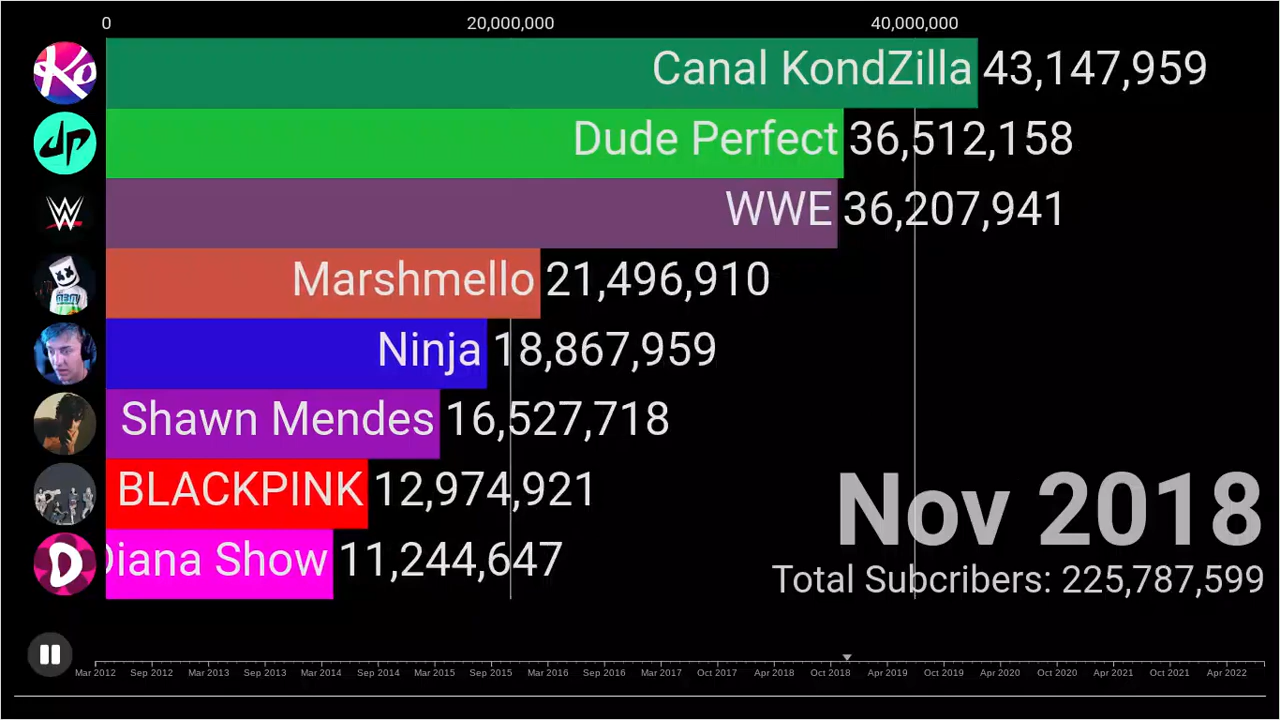 0 20,000,000 40,000,000
Canal KondZilla 43,147,959
Dude Perfect 36,512,158
WWE 36,207,941
Marshmello 21,496,910
Ninja 18,867,959
Shawn Mendes 16,527,718
BLACKPINK 12,974,921
Diana Show 11,244,647
Nov 2018
Total Subcribers: 225,787,599
Mar 2012 Sep 2012 Mar 2013 Sep 2013 Mar 2014 Sep 2014 Mar 2015 Sep 2015 Mar 2016 Sep 2016 Mar 2017 Oct 2017 Apr 2018 Oct 2018 Apr 2019 Oct 2019 Apr 2020 Oct 2020 Apr 2021 Oct 2021 Apr 2022